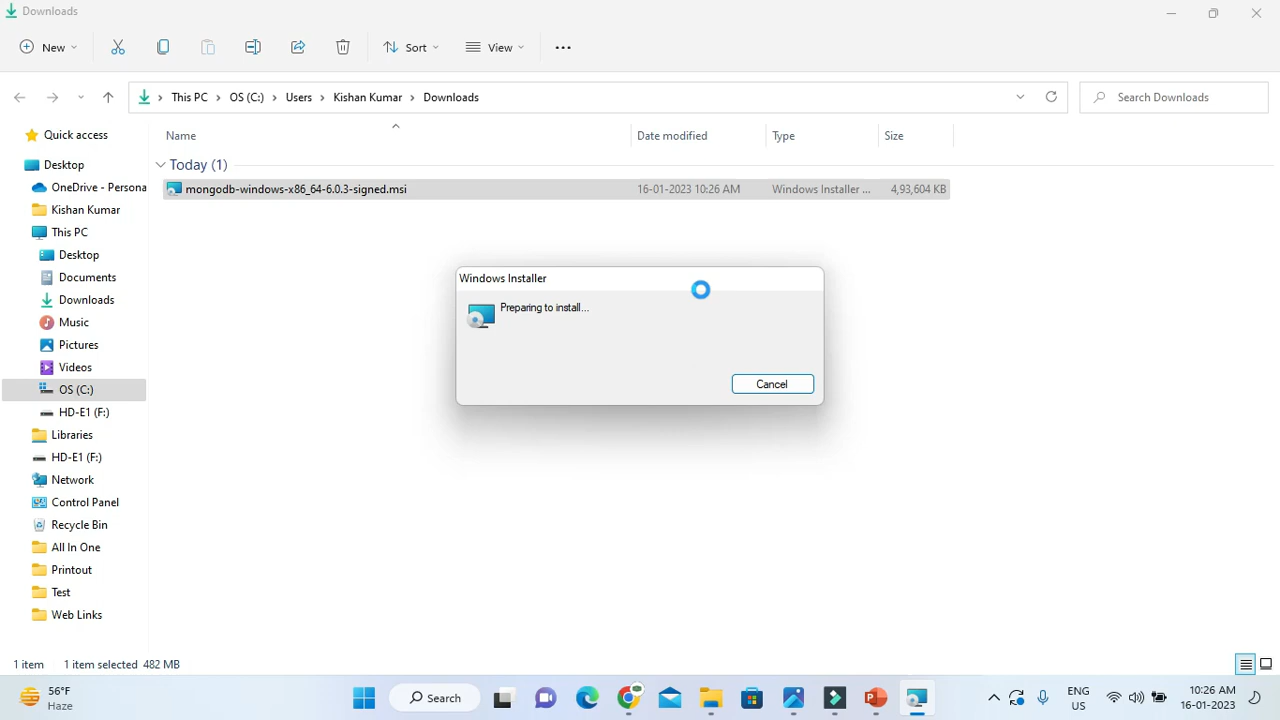 Downloads
New
Sort
View
This PC > OS (C:) > Users > Kishan Kumar > Downloads
Search Downloads
Name
Date modified
Type
Size
Today (1)
mongodb-windows-x86_64-6.0.3-signed.msi
16-01-2023 10:26 AM
Windows Installer ...
4,93,604 KB
Quick access
Desktop
OneDrive - Persona
Kishan Kumar
This PC
Desktop
Documents
Downloads
Music
Pictures
Videos
OS (C:)
HD-E1 (F:)
Libraries
HD-E1 (F:)
Network
Control Panel
Recycle Bin
All In One
Printout
Test
Web Links
Windows Installer
Preparing to install...
Cancel
1 item
1 item selected 482 MB
56°F
Haze
Search
ENG
US
10:26 AM
16-01-2023